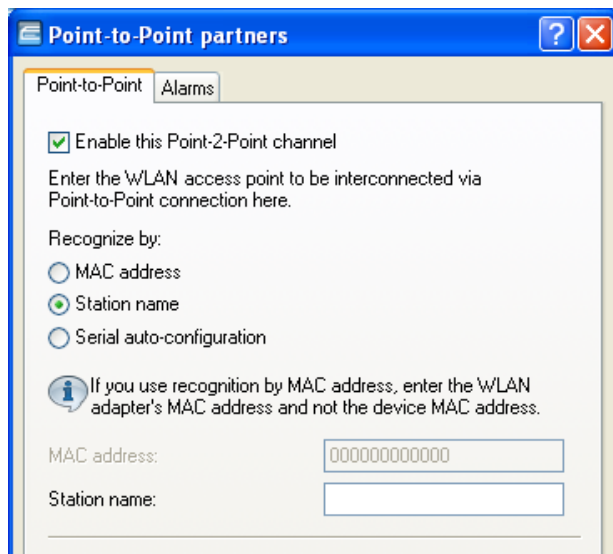 Point-to-Point partners
Point-to-Point Alarms
Enable this Point-2-Point channel
Enter the WLAN access point to be interconnected via
Point-to-Point connection here.
Recognize by:
MAC address
Station name
Serial auto-configuration
If you use recognition by MAC address, enter the WLAN
adapter's MAC address and not the device MAC address.
MAC address: 000000000000
Station name: